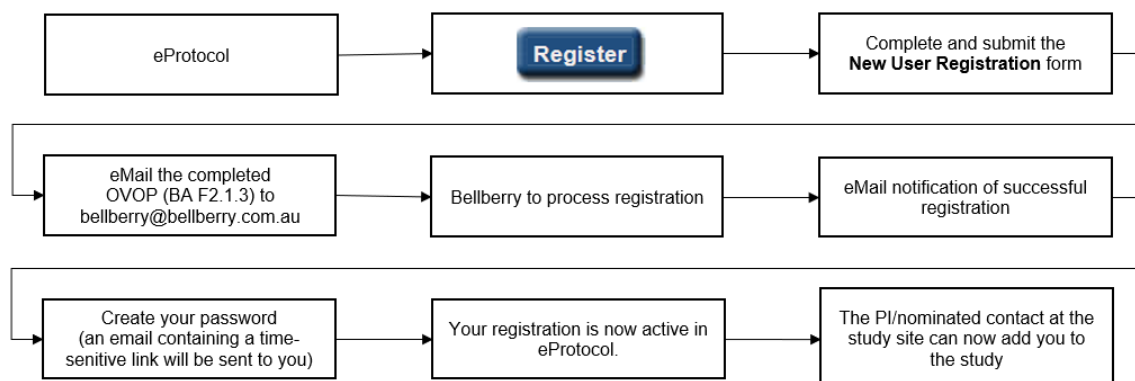 eProtocol
Register
Complete and submit the
New User Registration form
eMail the completed
OVOP (BA F2.1.3) to
bellberry@bellberry.com.au
Bellberry to process registration
eMail notification of successful
registration
Create your password
(an email containing a time-
senitive link will be sent to you)
Your registration is now active in
eProtocol.
The PI/nominated contact at the
study site can now add you to
the study